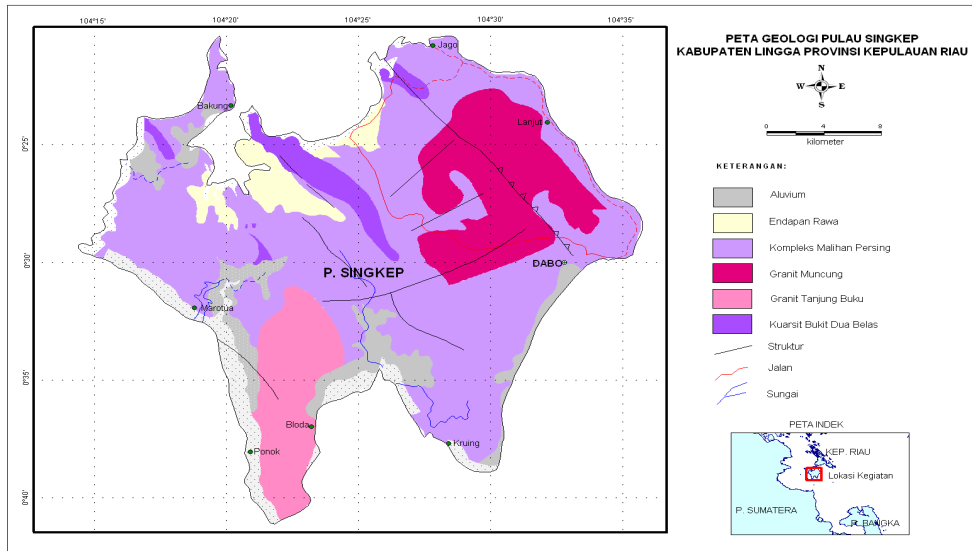 104°15' 104°20' 104°25' 104°30' 104°35'
Jago
Bakung
Lanjut
0°25'
0°30'
P. SINGKEP
DABO
Marotua
0°35'
Bloda
Ponok
Kruing
0°40'
PETA GEOLOGI PULAU SINGKEP
KABUPATEN LINGGA PROVINSI KEPULAUAN RIAU
N
W E
S
0 4 8
kilometer
KETERANGAN:
Aluvium
Endapan Rawa
Kompleks Malihan Persing
Granit Muncung
Granit Tanjung Buku
Kuarsit Bukit Dua Belas
Struktur
Jalan
Sungai
PETA INDEK
KEP. RIAU
Lokasi Kegiatan
P. SUMATERA
P. BANGKA